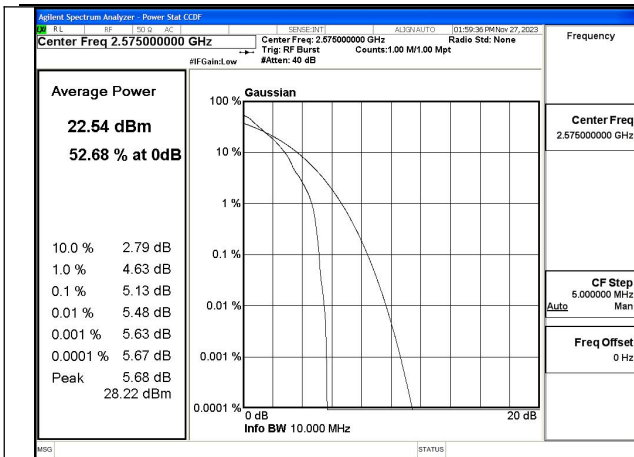 Agilent Spectrum Analyzer - Power Stat CCDF
RL RF 50 Ω AC SENSE:INT ALIGN AUTO 01:59:36 PM Nov 27, 2023
Center Freq 2.575000000 GHz
Center Freq: 2.575000000 GHz Radio Std: None
Trig: RF Burst Counts:1.00 M/1.00 Mpt
#IFGain:Low #Atten: 40 dB
Frequency
Average Power
22.54 dBm
52.68 % at 0dB
10.0 % 2.79 dB
1.0 % 4.63 dB
0.1 % 5.13 dB
0.01 % 5.48 dB
0.001 % 5.63 dB
0.0001 % 5.67 dB
Peak 5.68 dB
28.22 dBm
Gaussian
100 %
10 %
1 %
0.1 %
0.01 %
0.001 %
0.0001 %
0 dB 20 dB
Info BW 10.000 MHz
Center Freq
2.575000000 GHz
CF Step
5.000000 MHz
Auto Man
Freq Offset
0 Hz
MSG STATUS